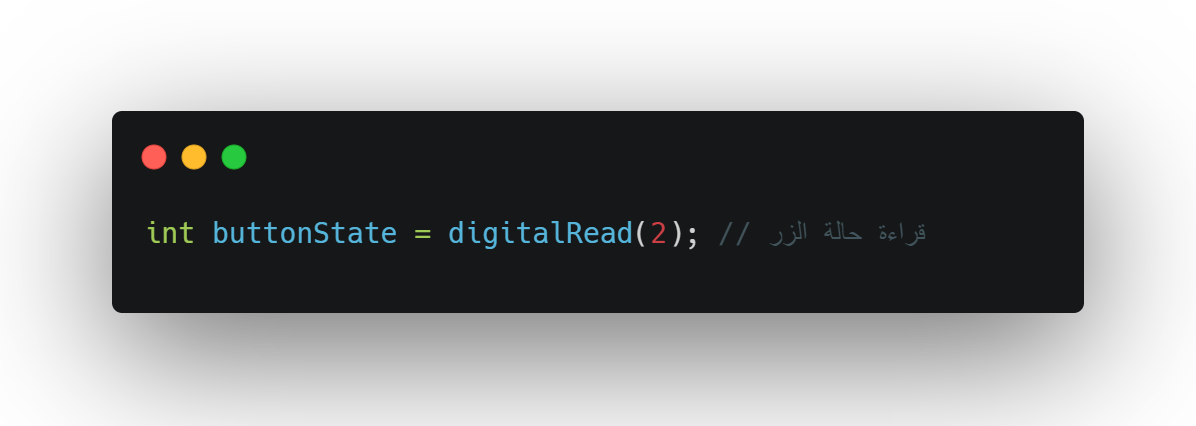 int buttonState = digitalRead(2); // قراءة حالة الزر